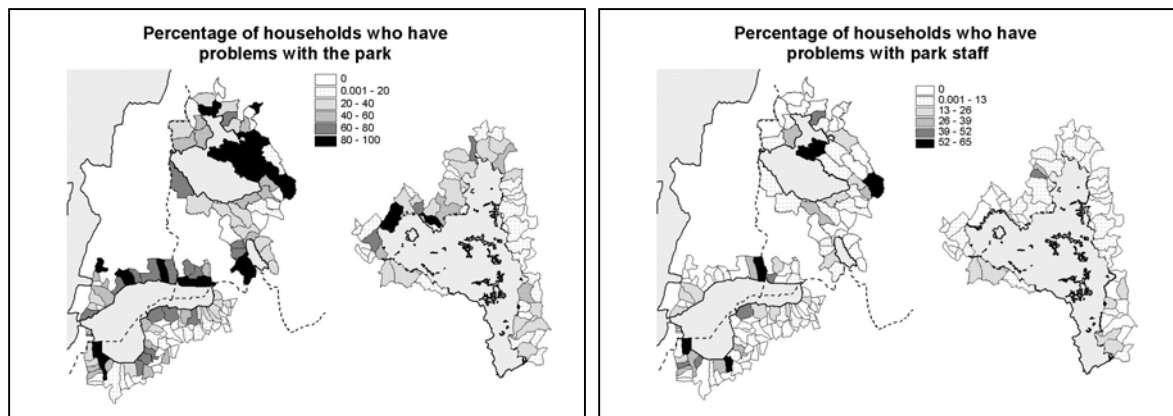 Percentage of households who have
problems with the park
0
0.001 - 20
20 - 40
40 - 60
60 - 80
80 - 100
Percentage of households who have
problems with park staff
0
0.001 - 13
13 - 26
26 - 39
39 - 52
52 - 65